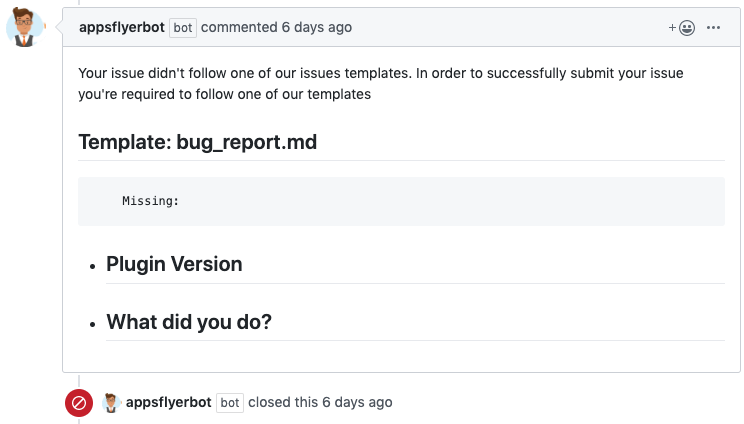 appsflyerbot bot commented 6 days ago
Your issue didn't follow one of our issues templates. In order to successfully submit your issue
you're required to follow one of our templates
Template: bug_report.md
Missing:
• Plugin Version
• What did you do?
appsflyerbot bot closed this 6 days ago